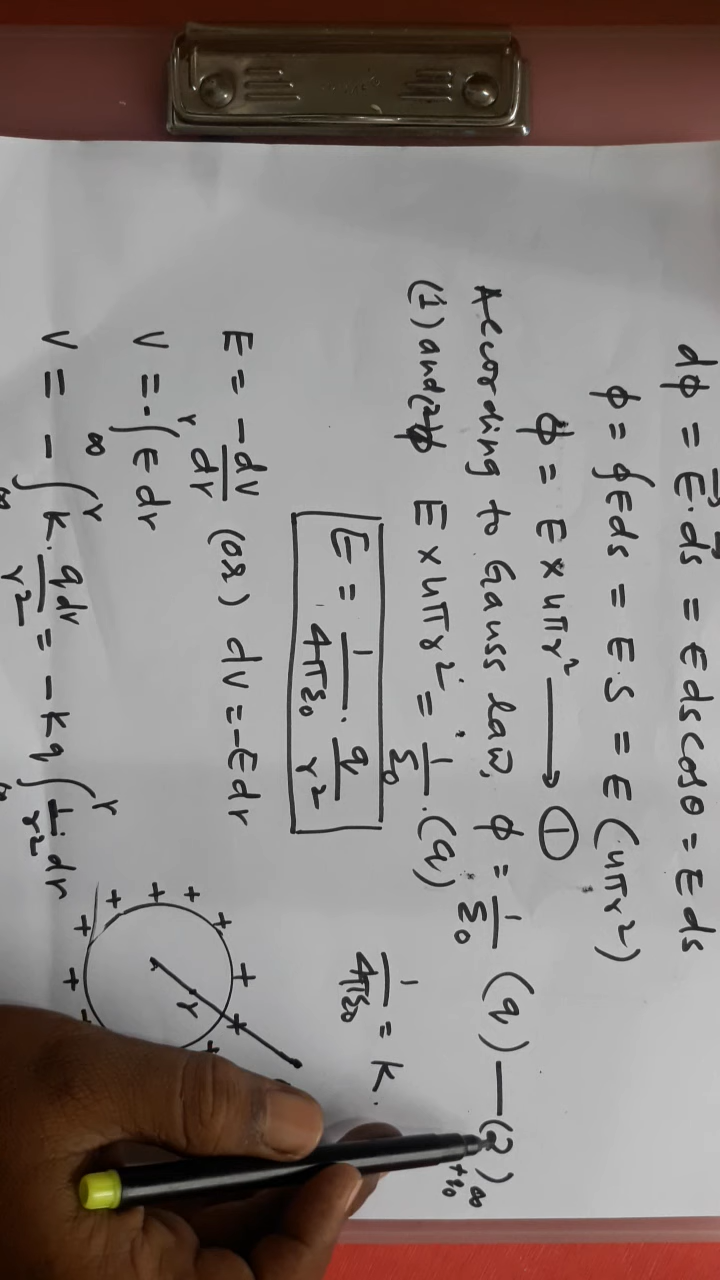 dϕ = E⃗·ds⃗ = E ds cosθ = E ds
ϕ = ∮E ds = E.S = E (4πr²)
ϕ = E × 4πr² ⟶ ①
According to Gauss law, ϕ = 1/ε₀ (q) — (2)
(1) and (2) E × 4πr² = 1/ε₀ · (q)
E = 1/4πε₀ · q/r²
1/4πε₀ = k.
E = -dV/dr (or) dV = -E dr
V = -∫_∞^r E dr
V = - ∫_∞^r k · q dr/r² = - kq ∫_∞^r 1/r² · dr
∞
+q₀
+ + + + + + + r